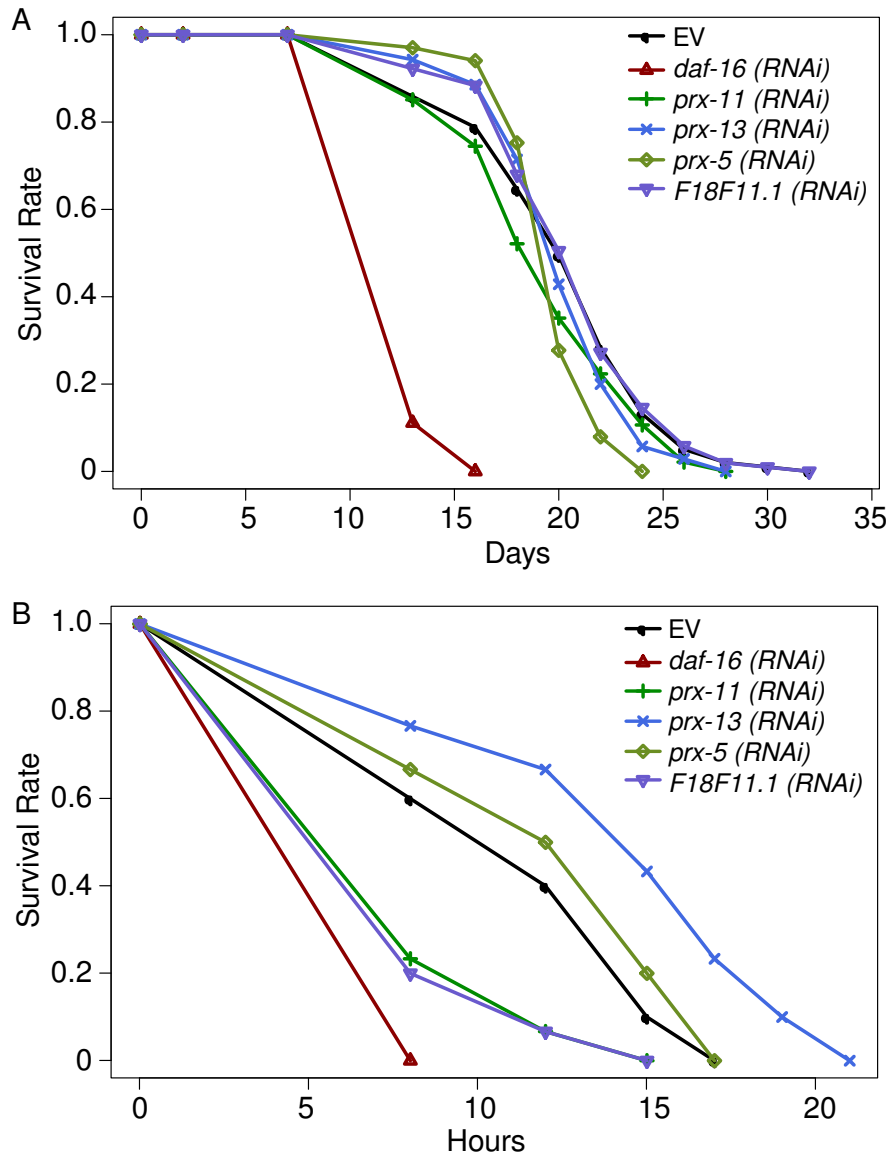 A
1.0
0.8
0.6
0.4
0.2
0
Survival Rate
EV
daf-16 (RNAi)
prx-11 (RNAi)
prx-13 (RNAi)
prx-5 (RNAi)
F18F11.1 (RNAi)
0 5 10 15 20 25 30 35
Days
B
1.0
0.8
0.6
0.4
0.2
0
Survival Rate
EV
daf-16 (RNAi)
prx-11 (RNAi)
prx-13 (RNAi)
prx-5 (RNAi)
F18F11.1 (RNAi)
0 5 10 15 20
Hours